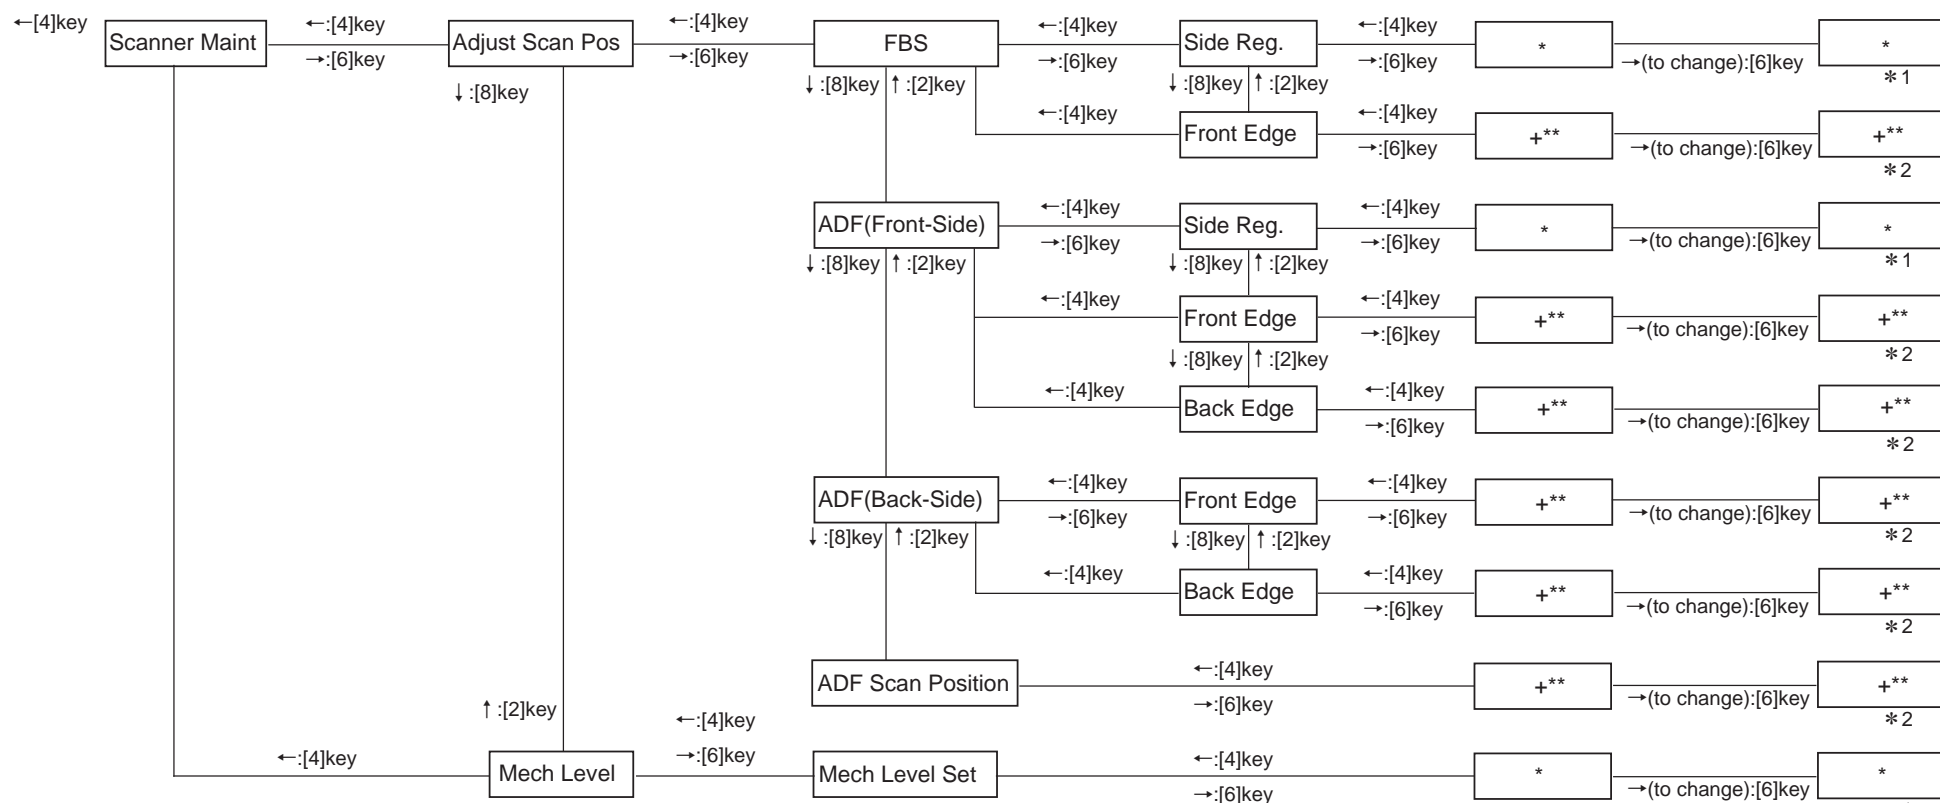 ←[4]key
Scanner Maint
←:[4]key
→:[6]key
Adjust Scan Pos
↓:[8]key
←:[4]key
→:[6]key
FBS
↓:[8]key ↑:[2]key
←:[4]key
→:[6]key
Side Reg.
↓:[8]key ↑:[2]key
←:[4]key
→:[6]key
*
→(to change):[6]key
*
*1
←:[4]key
Front Edge
←:[4]key
→:[6]key
+**
→(to change):[6]key
+**
*2
ADF(Front-Side)
↓:[8]key ↑:[2]key
←:[4]key
→:[6]key
Side Reg.
↓:[8]key ↑:[2]key
←:[4]key
→:[6]key
*
→(to change):[6]key
*
*1
←:[4]key
Front Edge
↓:[8]key ↑:[2]key
←:[4]key
→:[6]key
+**
→(to change):[6]key
+**
*2
←:[4]key
Back Edge
←:[4]key
→:[6]key
+**
→(to change):[6]key
+**
*2
ADF(Back-Side)
↓:[8]key ↑:[2]key
←:[4]key
→:[6]key
Front Edge
↓:[8]key ↑:[2]key
←:[4]key
→:[6]key
+**
→(to change):[6]key
+**
*2
←:[4]key
Back Edge
←:[4]key
→:[6]key
+**
→(to change):[6]key
+**
*2
ADF Scan Position
←:[4]key
→:[6]key
+**
→(to change):[6]key
+**
*2
↑:[2]key
←:[4]key
Mech Level
←:[4]key
→:[6]key
Mech Level Set
←:[4]key
→:[6]key
*
→(to change):[6]key
*